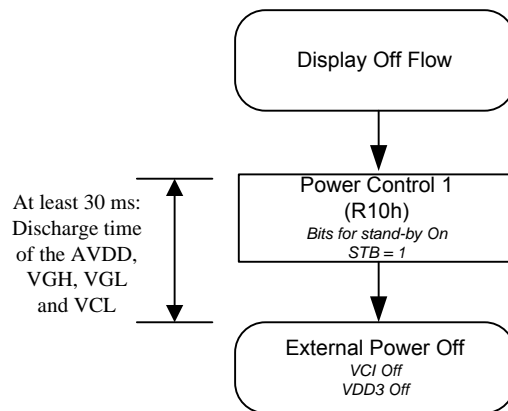 Display Off Flow
At least 30 ms:
Discharge time
of the AVDD,
VGH, VGL
and VCL
Power Control 1
(R10h)
Bits for stand-by On
STB = 1
External Power Off
VCI Off
VDD3 Off